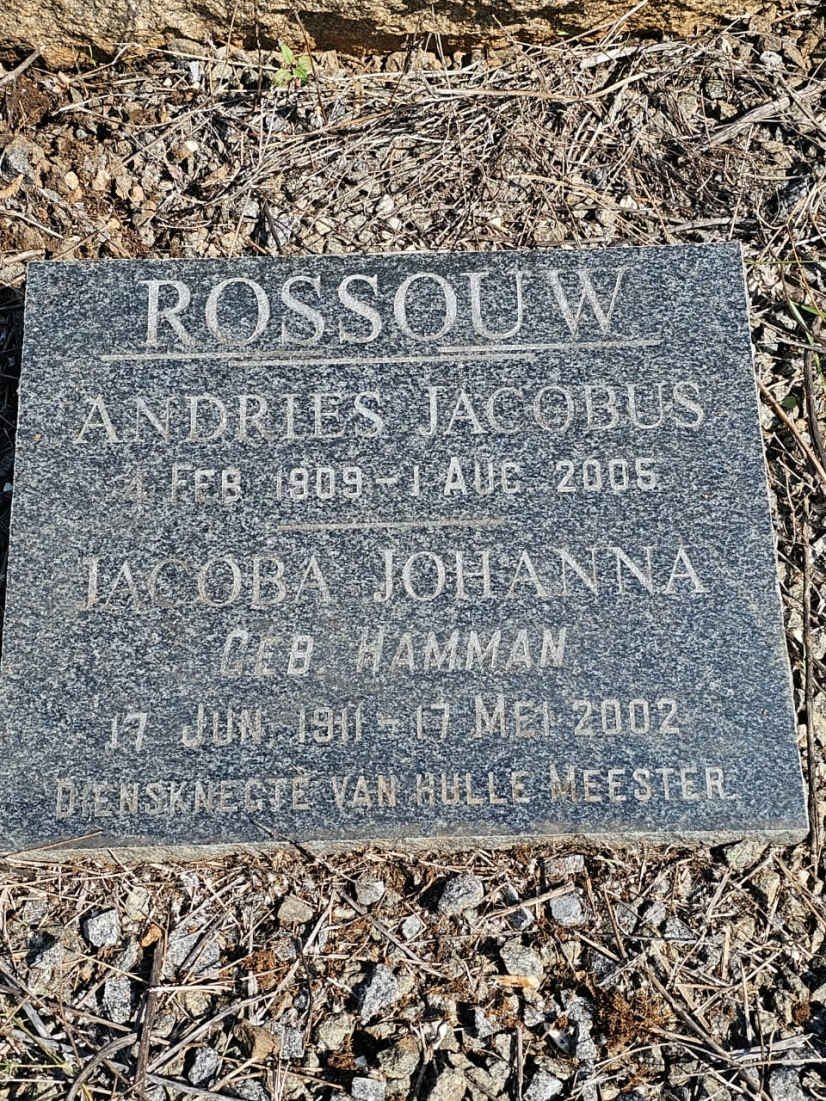 ROSSOUW
ANDRIES JACOBUS
4 FEB 1909 - 1 AUG. 2005
JACOBA JOHANNA
GEB HAMMAN
17 JUN. 1911 - 17 MEI 2002
DIENSKNEGTE VAN HULLE MEESTER.